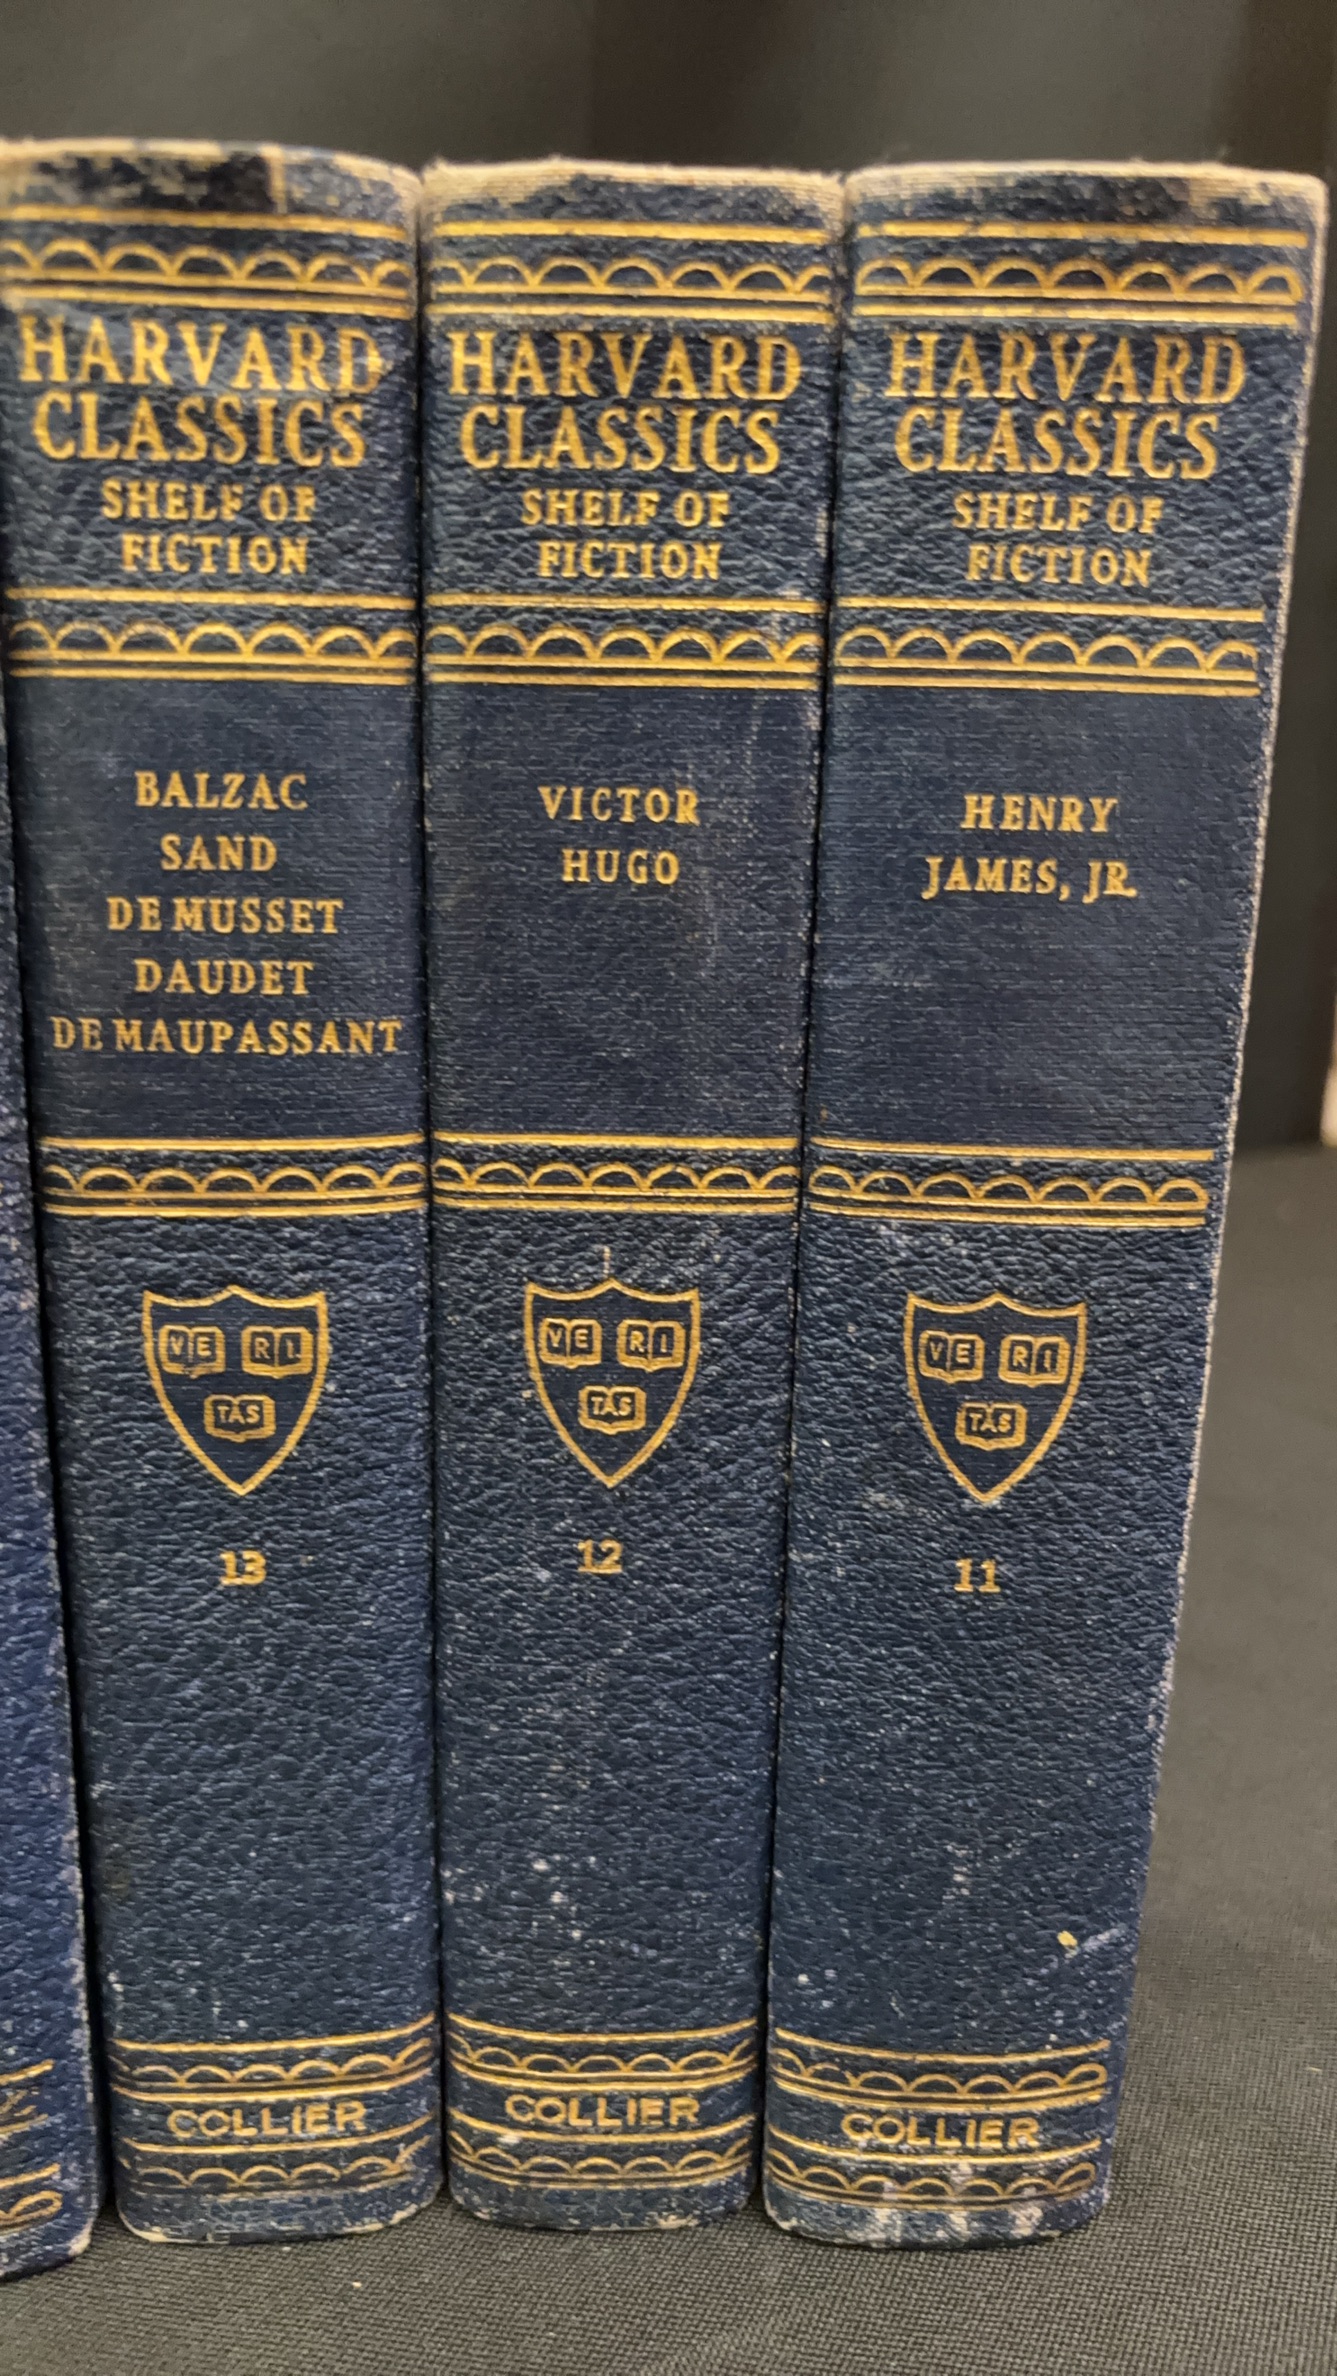 HARVARD
CLASSICS
SHELF OF
FICTION
BALZAC
SAND
DE MUSSET
DAUDET
DE MAUPASSANT
VE RI
TAS
13
COLLIER
HARVARD
CLASSICS
SHELF OF
FICTION
VICTOR
HUGO
VE RI
TAS
12
COLLIER
HARVARD
CLASSICS
SHELF OF
FICTION
HENRY
JAMES, JR.
VE RI
TAS
11
COLLIER